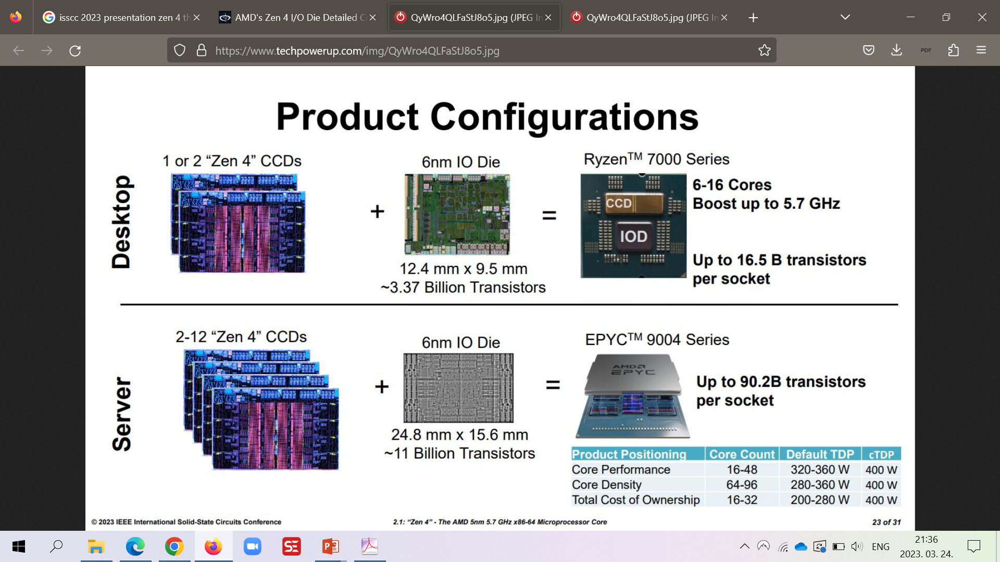 isscc 2023 presentation zen 4 th
AMD's Zen 4 I/O Die Detailed C
QyWro4QLFaStJ8o5.jpg (JPEG In
QyWro4QLFaStJ8o5.jpg (JPEG In
https://www.techpowerup.com/img/QyWro4QLFaStJ8o5.jpg
PDF
Product Configurations
Desktop
1 or 2 “Zen 4” CCDs
+
6nm IO Die
12.4 mm x 9.5 mm
~3.37 Billion Transistors
=
Ryzen™ 7000 Series
CCD
IOD
6-16 Cores
Boost up to 5.7 GHz
Up to 16.5 B transistors
per socket
Server
2-12 “Zen 4” CCDs
+
6nm IO Die
24.8 mm x 15.6 mm
~11 Billion Transistors
=
EPYC™ 9004 Series
AMD
EPYC
Up to 90.2B transistors
per socket
Product Positioning Core Count Default TDP cTDP
Core Performance 16-48 320-360 W 400 W
Core Density 64-96 280-360 W 400 W
Total Cost of Ownership 16-32 200-280 W 400 W
© 2023 IEEE International Solid-State Circuits Conference
2.1: “Zen 4” - The AMD 5nm 5.7 GHz x86-64 Microprocessor Core
23 of 31
SE
P
ENG
21:36
2023. 03. 24.